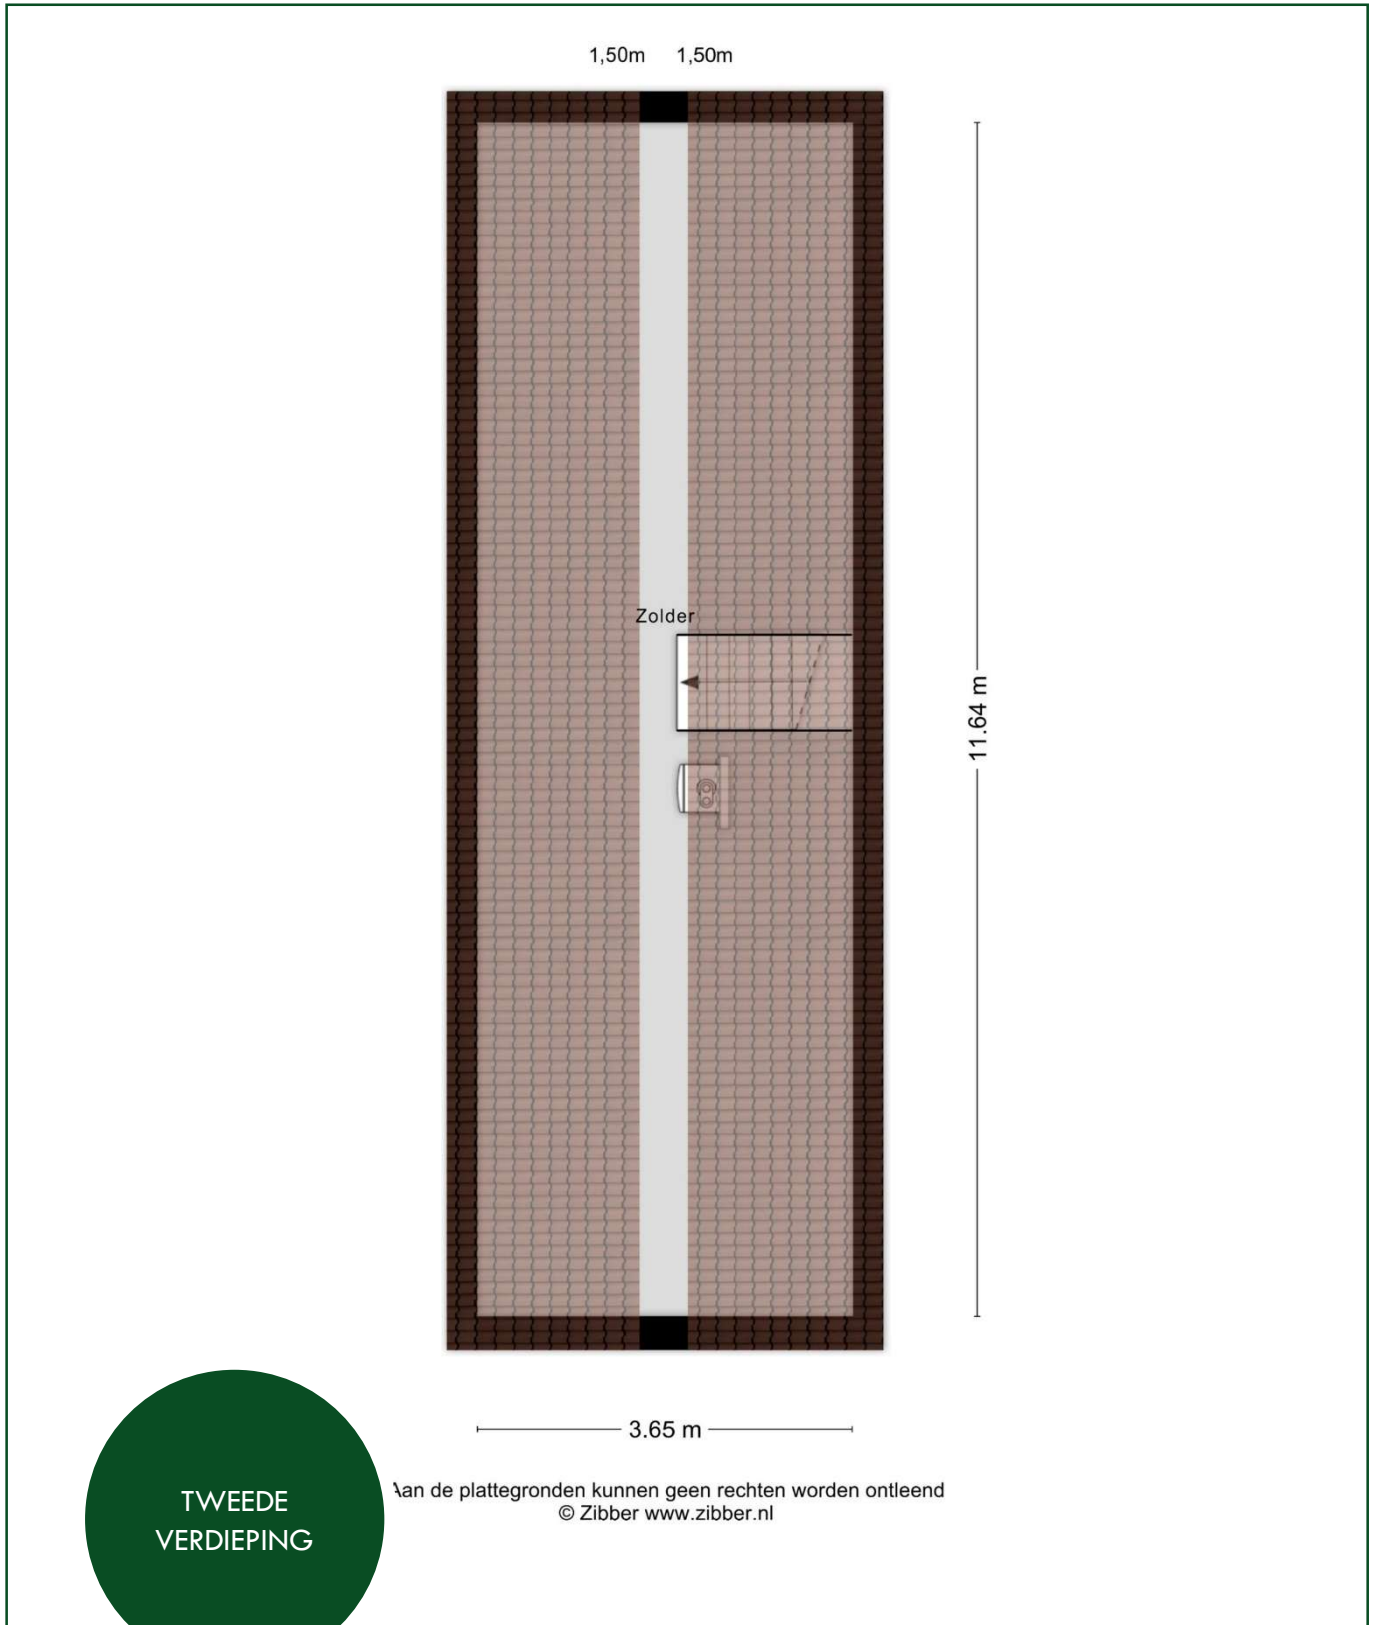 1,50m 1,50m
Zolder
11.64 m
3.65 m
Aan de plattegronden kunnen geen rechten worden ontleend
© Zibber www.zibber.nl
TWEEDE
VERDIEPING